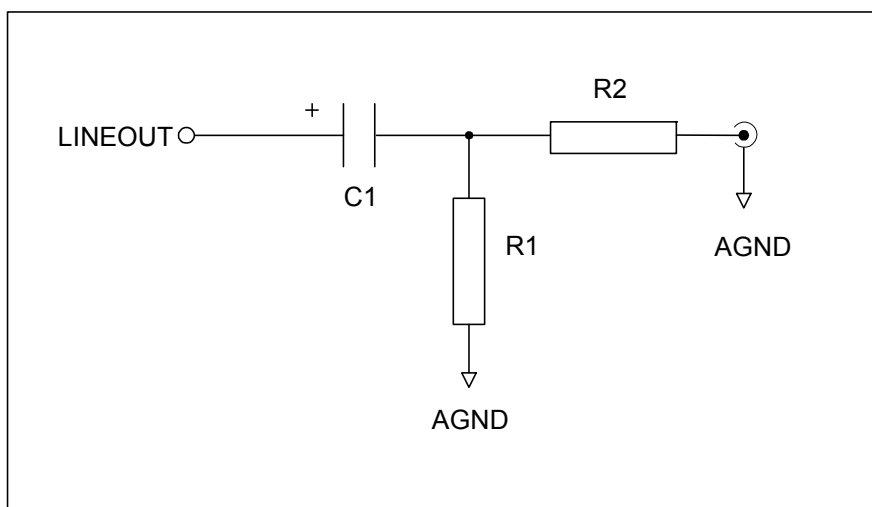 R2
+
LINEOUT
C1
R1
AGND
AGND